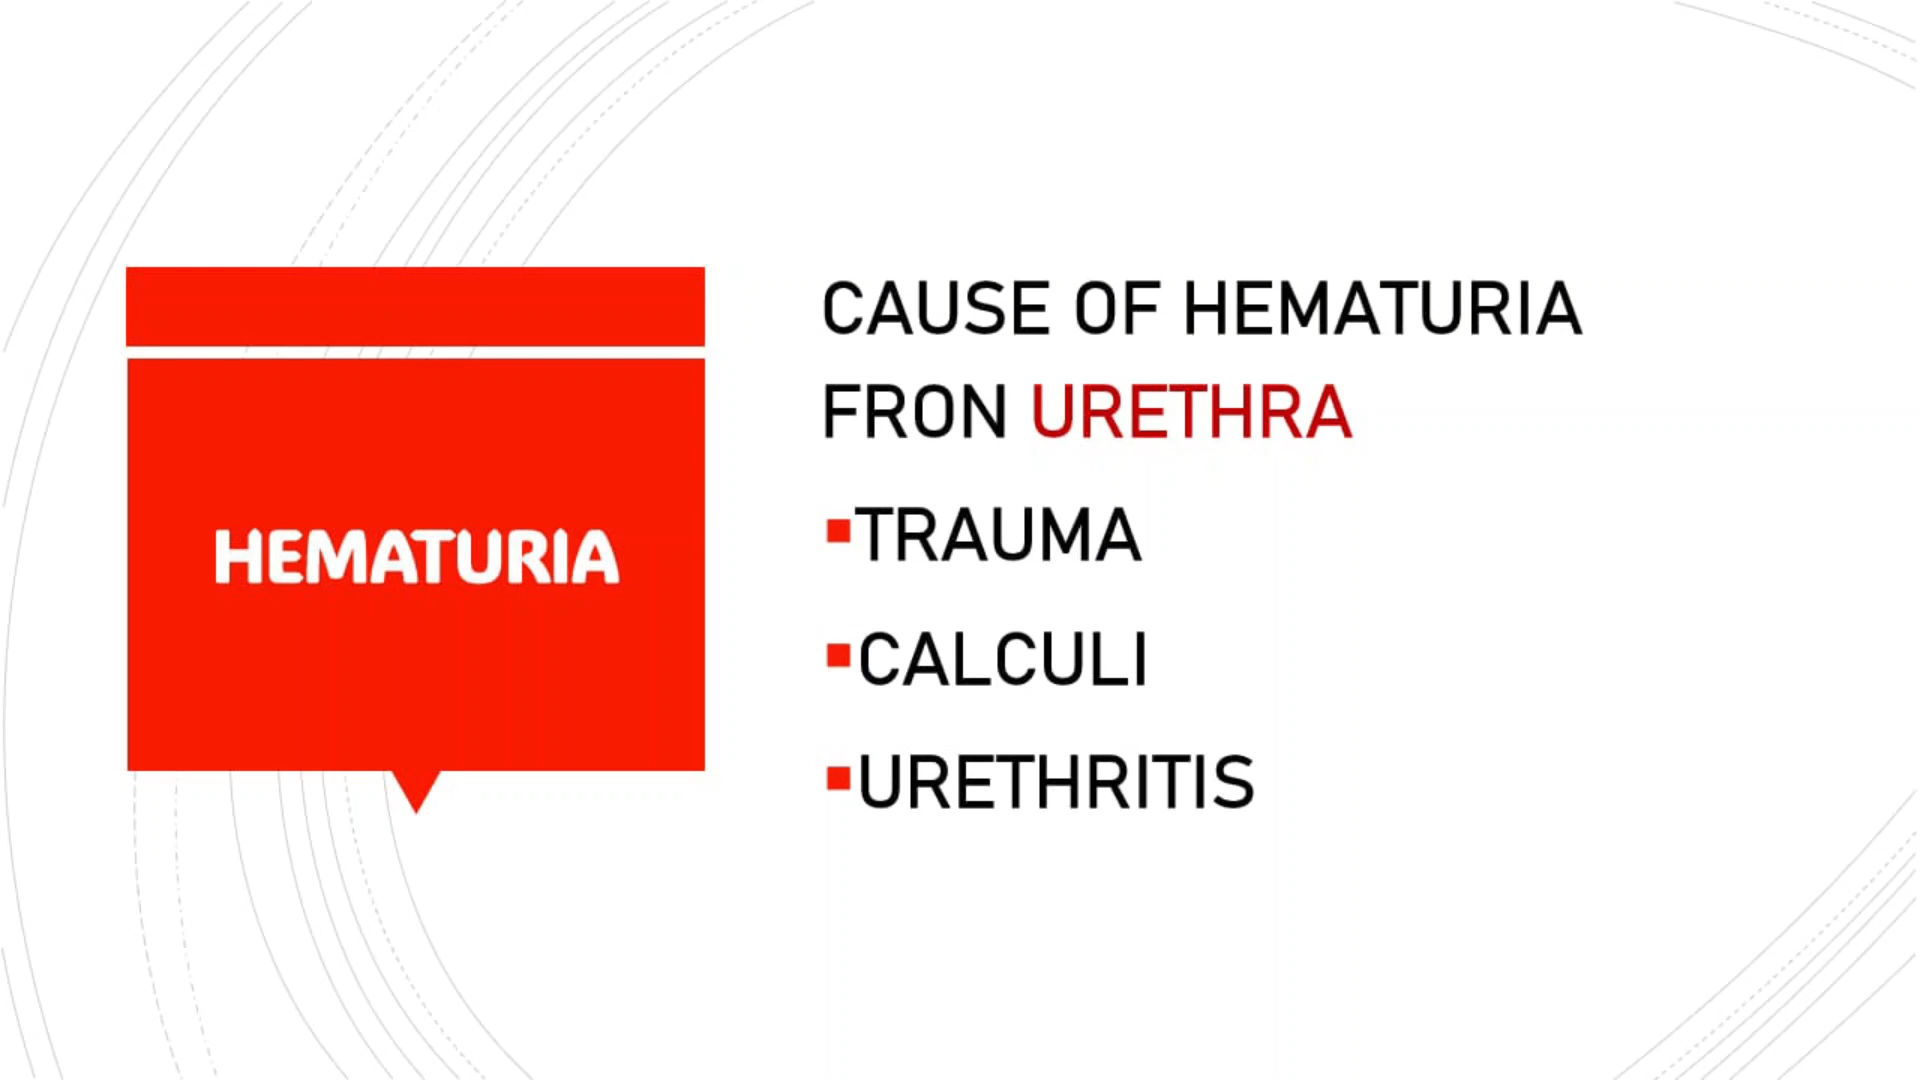 HEMATURIA
CAUSE OF HEMATURIA
FRON URETHRA
▪TRAUMA
▪CALCULI
▪URETHRITIS